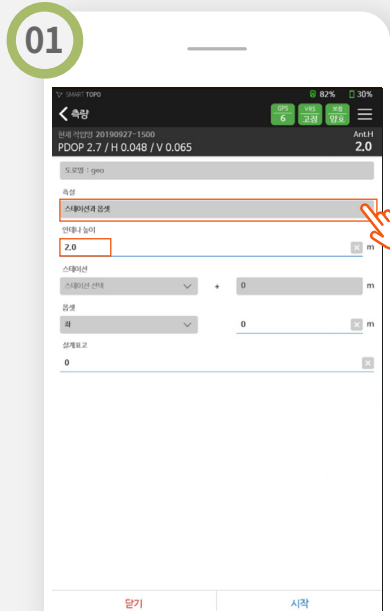 01
SMART TOPO 82% 30%
측량 GPS 6 VRS 고정 보정 양호
현재 작업명 20190927-1500 Ant.H
PDOP 2.7 / H 0.048 / V 0.065 2.0
도로명 : geo
측설
스테이션과 옵셋
안테나 높이
2.0 m
스테이션
스테이션 선택 + 0 m
옵셋
좌 0 m
설계표고
0
닫기 시작